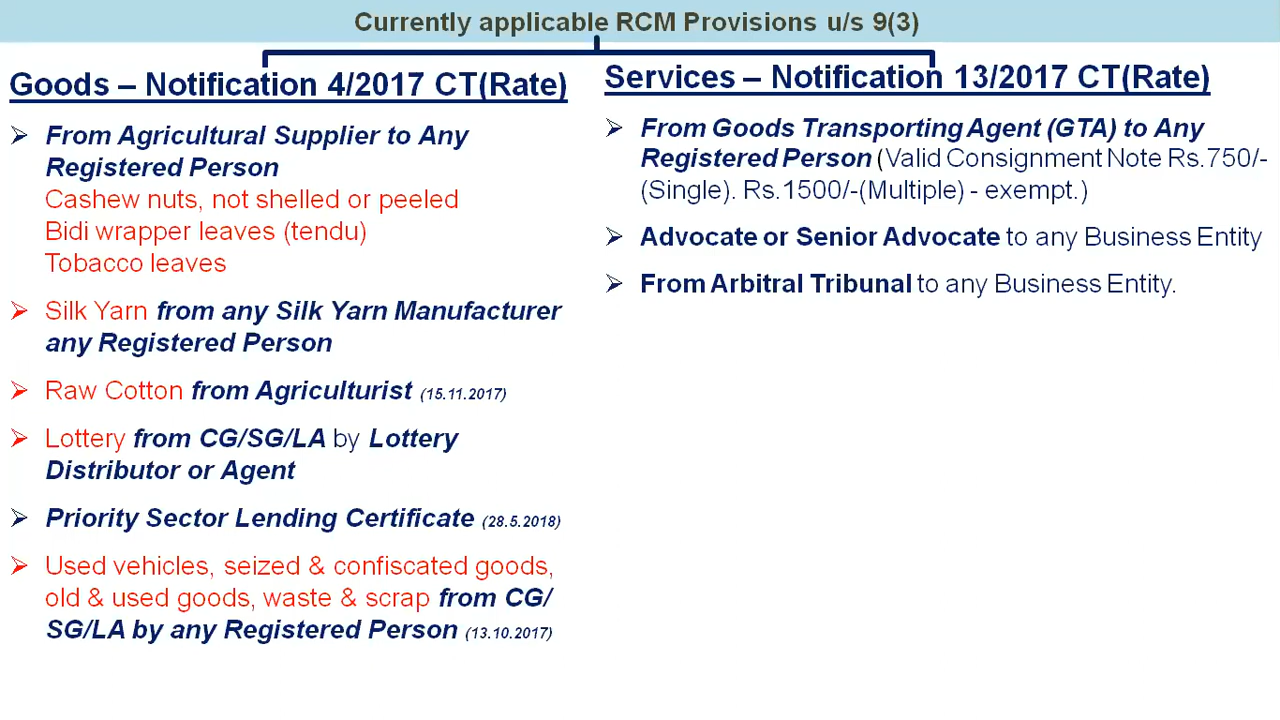 Currently applicable RCM Provisions u/s 9(3)
Goods – Notification 4/2017 CT(Rate)
➢ From Agricultural Supplier to Any
Registered Person
Cashew nuts, not shelled or peeled
Bidi wrapper leaves (tendu)
Tobacco leaves
➢ Silk Yarn from any Silk Yarn Manufacturer
any Registered Person
➢ Raw Cotton from Agriculturist (15.11.2017)
➢ Lottery from CG/SG/LA by Lottery
Distributor or Agent
➢ Priority Sector Lending Certificate (28.5.2018)
➢ Used vehicles, seized & confiscated goods,
old & used goods, waste & scrap from CG/
SG/LA by any Registered Person (13.10.2017)
Services – Notification 13/2017 CT(Rate)
➢ From Goods Transporting Agent (GTA) to Any
Registered Person (Valid Consignment Note Rs.750/-
(Single). Rs.1500/-(Multiple) - exempt.)
➢ Advocate or Senior Advocate to any Business Entity
➢ From Arbitral Tribunal to any Business Entity.